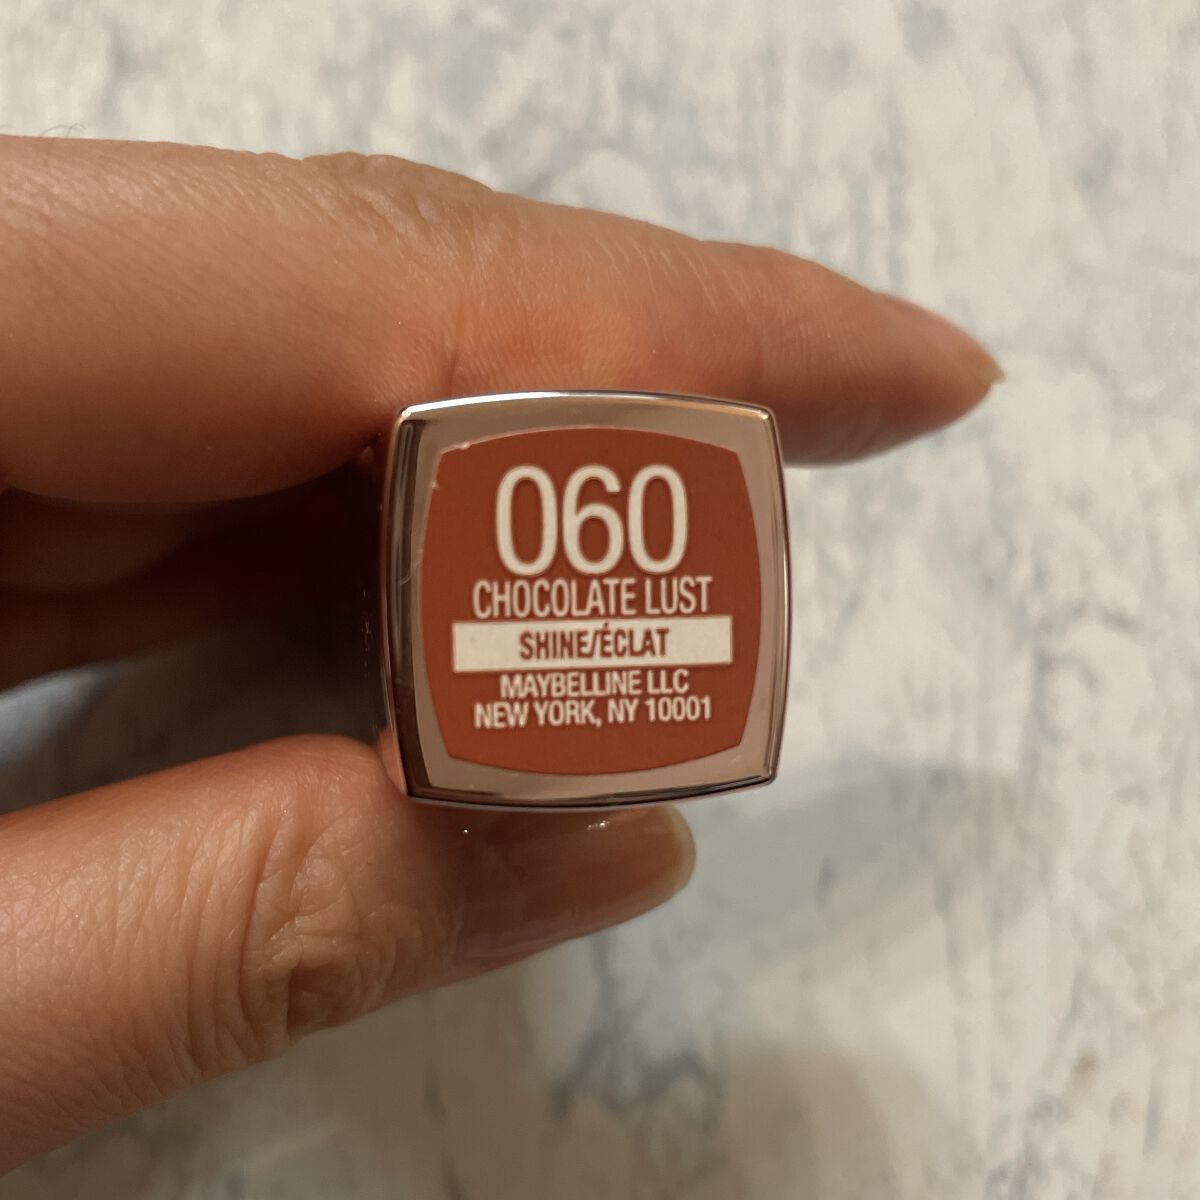 060
CHOCOLATE LUST
SHINE/ÉCLAT
MAYBELLINE LLC
NEW YORK, NY 10001